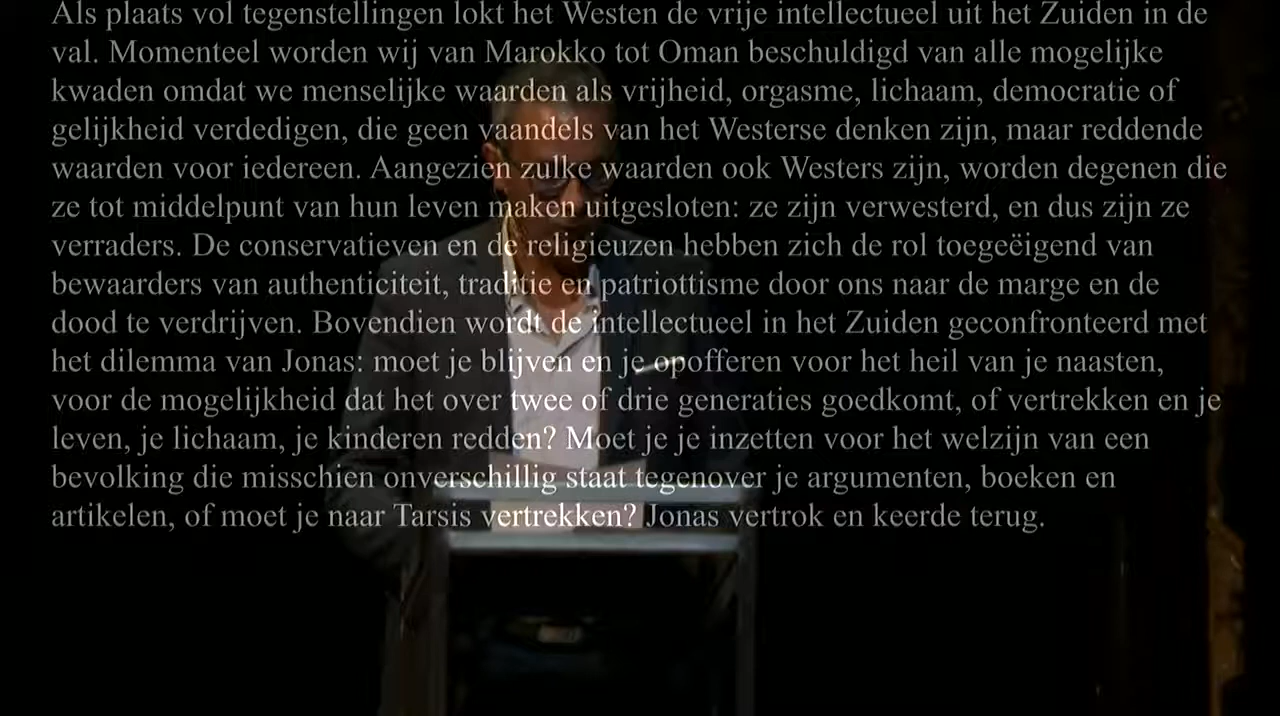 Als plaats vol tegenstellingen lokt het Westen de vrije intellectueel uit het Zuiden in de
val. Momenteel worden wij van Marokko tot Oman beschuldigd van alle mogelijke
kwaden omdat we menselijke waarden als vrijheid, orgasme, lichaam, democratie of
gelijkheid verdedigen, die geen vaandels van het Westerse denken zijn, maar reddende
waarden voor iedereen. Aangezien zulke waarden ook Westers zijn, worden degenen die
ze tot middelpunt van hun leven maken uitgesloten: ze zijn verwesterd, en dus zijn ze
verraders. De conservatieven en de religieuzen hebben zich de rol toegeëigend van
bewaarders van authenticiteit, traditie en patriottisme door ons naar de marge en de
dood te verdrijven. Bovendien wordt de intellectueel in het Zuiden geconfronteerd met
het dilemma van Jonas: moet je blijven en je opofferen voor het heil van je naasten,
voor de mogelijkheid dat het over twee of drie generaties goedkomt, of vertrekken en je
leven, je lichaam, je kinderen redden? Moet je je inzetten voor het welzijn van een
bevolking die misschien onverschillig staat tegenover je argumenten, boeken en
artikelen, of moet je naar Tarsis vertrekken? Jonas vertrok en keerde terug.